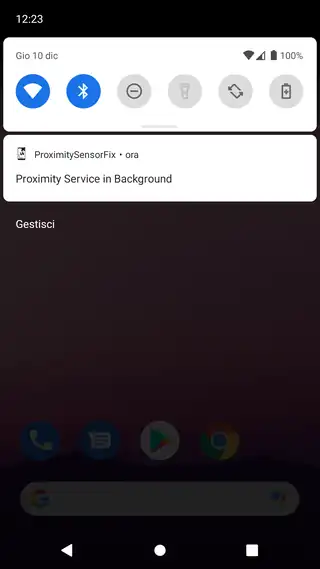 12:23
Gio 10 dic 100%
ProximitySensorFix • ora
Proximity Service in Background
Gestisci